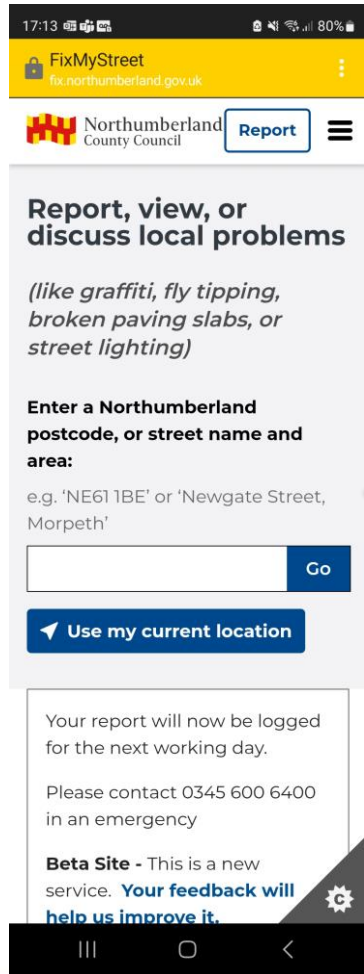 17:13 80%
FixMyStreet
fix.northumberland.gov.uk
Northumberland
County Council
Report
Report, view, or
discuss local problems
(like graffiti, fly tipping,
broken paving slabs, or
street lighting)
Enter a Northumberland
postcode, or street name and
area:
e.g. ‘NE61 1BE’ or ‘Newgate Street,
Morpeth’
Go
Use my current location
Your report will now be logged
for the next working day.
Please contact 0345 600 6400
in an emergency
Beta Site - This is a new
service. Your feedback will
help us improve it.